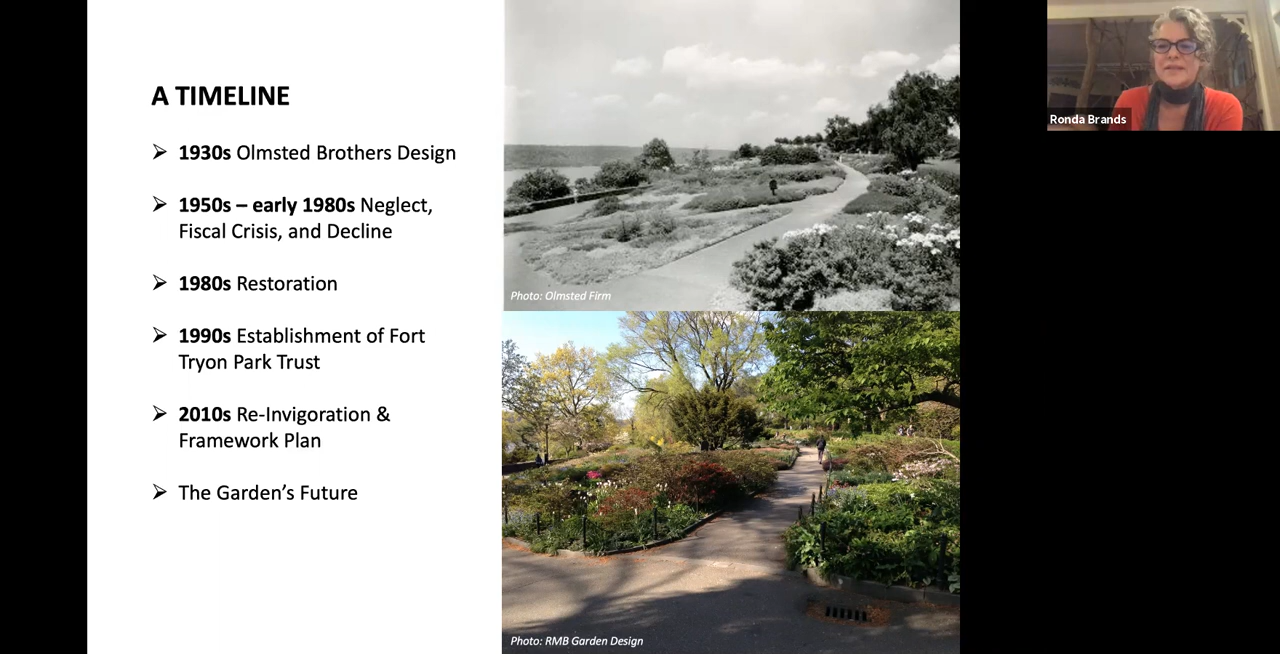 A TIMELINE
➢ 1930s Olmsted Brothers Design
➢ 1950s – early 1980s Neglect,
Fiscal Crisis, and Decline
➢ 1980s Restoration
➢ 1990s Establishment of Fort
Tryon Park Trust
➢ 2010s Re-Invigoration &
Framework Plan
➢ The Garden’s Future
Photo: Olmsted Firm
Photo: RMB Garden Design
Ronda Brands